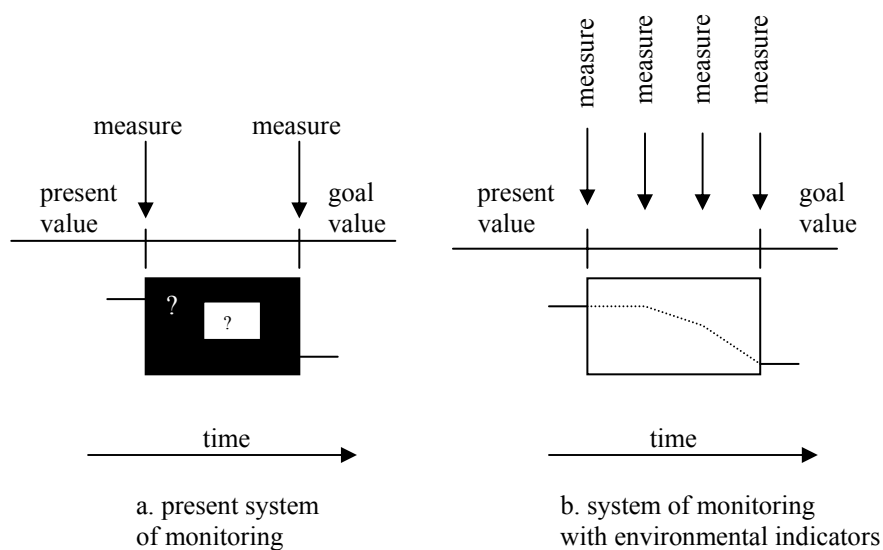 measure
measure
present
value
goal
value
?
?
time
a. present system
of monitoring
measure
measure
measure
measure
present
value
goal
value
time
b. system of monitoring
with environmental indicators